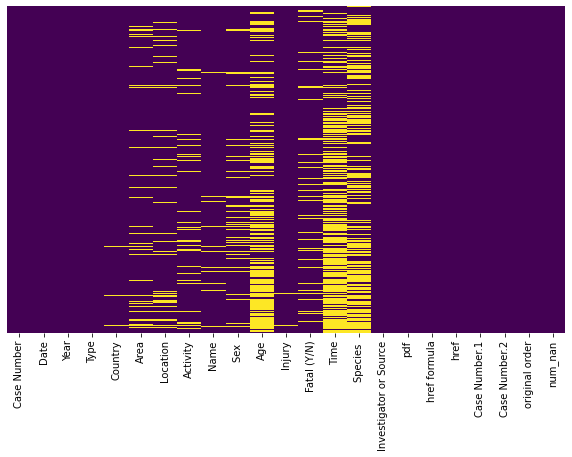 Case Number
Date
Year
Type
Country
Area
Location
Activity
Name
Sex
Age
Injury
Fatal (Y/N)
Time
Species
Investigator or Source
pdf
href formula
href
Case Number.1
Case Number.2
original order
num_nan